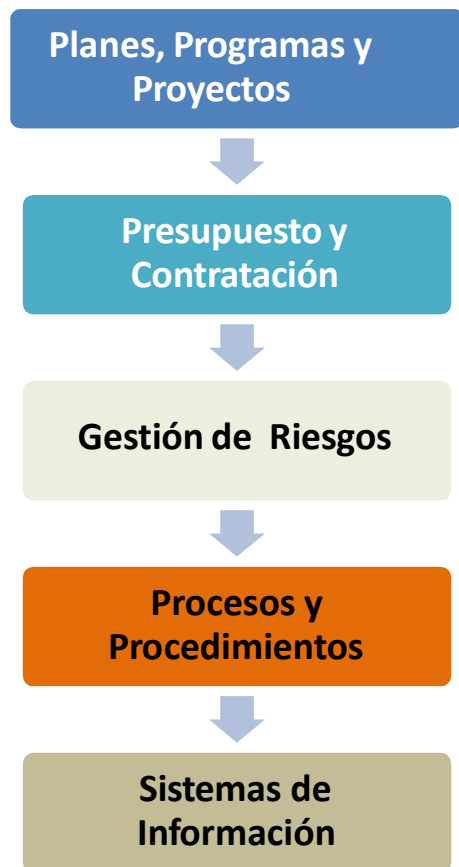 Planes, Programas y
Proyectos
Presupuesto y
Contratación
Gestión de Riesgos
Procesos y
Procedimientos
Sistemas de
Información